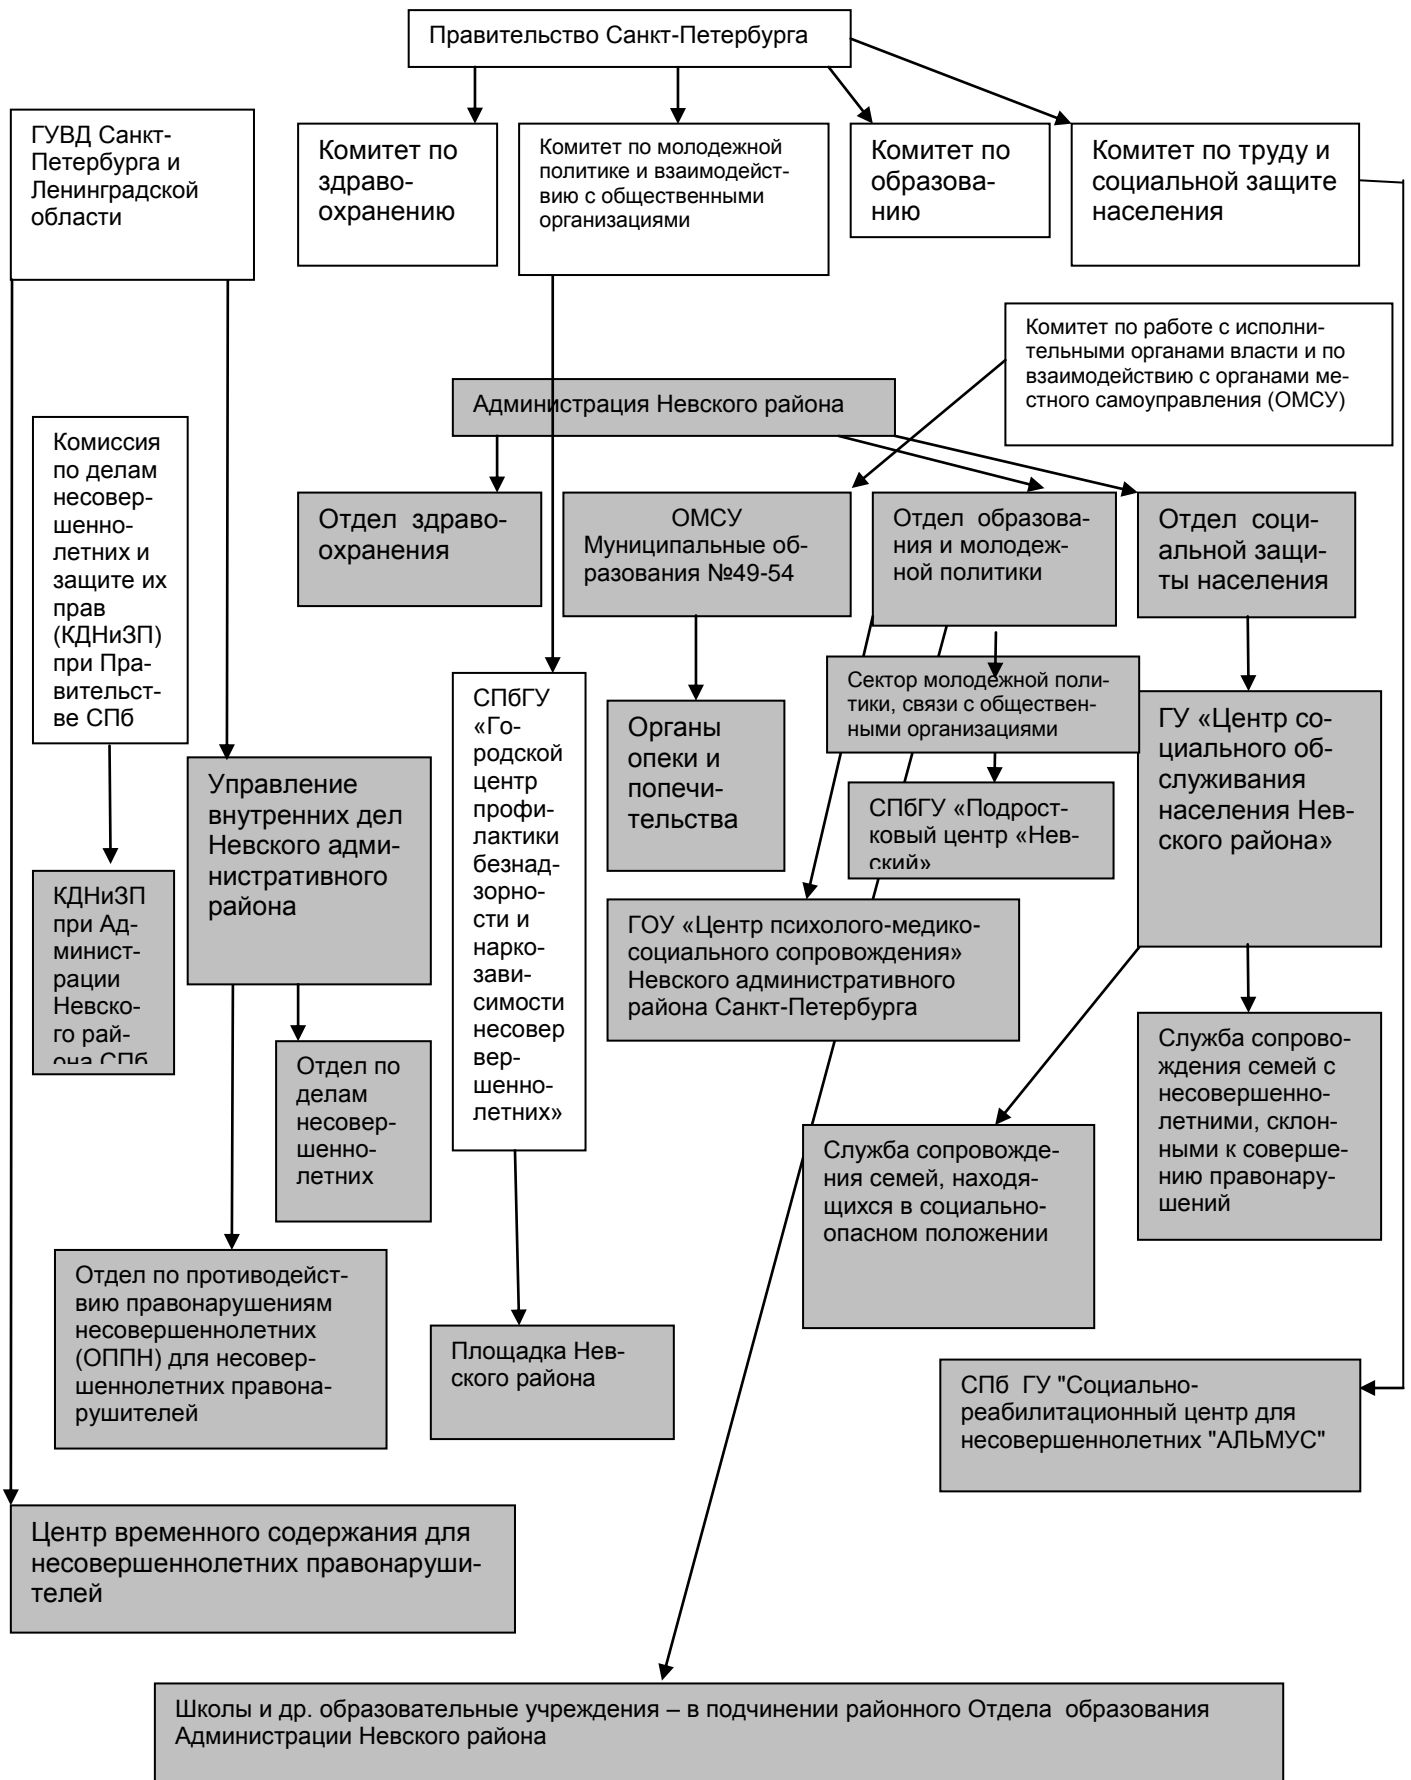 Правительство Санкт-Петербурга
ГУВД Санкт-
Петербурга и
Ленинградской
области
Комитет по
здраво-
охранению
Комитет по молодежной
политике и взаимодейст-
вию с общественными
организациями
Комитет по
образова-
нию
Комитет по труду и
социальной защите
населения
Комитет по работе с исполни-
тельными органами власти и по
взаимодействию с органами ме-
стного самоуправления (ОМСУ)
Администрация Невского района
Комиссия
по делам
несовер-
шенно-
летних и
защите их
прав
(КДНиЗП)
при Пра-
вительст-
ве СПб
Отдел  здраво-
охранения
ОМСУ
Муниципальные об-
разования №49-54
Отдел  образова-
ния и молодеж-
ной политики
Отдел  соци-
альной защи-
ты населения
СПбГУ
«Го-
родской
центр
профи-
лактики
безнад-
зорно-
сти и
нарко-
зави-
симости
несовер
вер-
шенно-
летних»
Органы
опеки и
попечи-
тельства
Сектор молодежной поли-
тики, связи с обществен-
ными организациями
ГУ «Центр со-
циального об-
служивания
населения Нев-
ского района»
Управление
внутренних дел
Невского адми-
нистративного
района
СПбГУ «Подрост-
ковый центр «Нев-
ский»
КДНиЗП
при Ад-
минист-
рации
Невско-
го рай-
она СПб
ГОУ «Центр психолого-медико-
социального сопровождения»
Невского административного
района Санкт-Петербурга
Отдел по
делам
несовер-
шенно-
летних
Служба сопрово-
ждения семей с
несовершенно-
летними, склон-
ными к соверше-
нию правонару-
шений
Служба сопровожде-
ния семей, находя-
щихся в социально-
опасном положении
Отдел по противодейст-
вию правонарушениям
несовершеннолетних
(ОППН) для несовер-
шеннолетних правона-
рушителей
Площадка Нев-
ского района
СПб  ГУ "Социально-
реабилитационный центр для
несовершеннолетних "АЛЬМУС"
Центр временного содержания для
несовершеннолетних правонаруши-
телей
Школы и др. образовательные учреждения – в подчинении районного Отдела  образования
Администрации Невского района